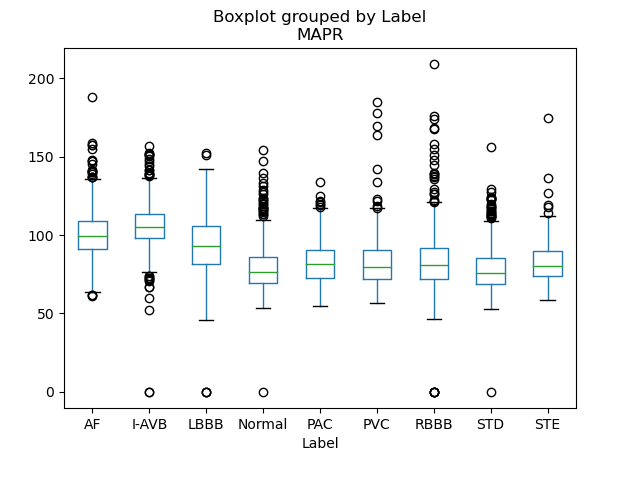 Boxplot grouped by Label
MAPR
200
150
100
50
0
AF I-AVB LBBB Normal PAC PVC RBBB STD STE
Label